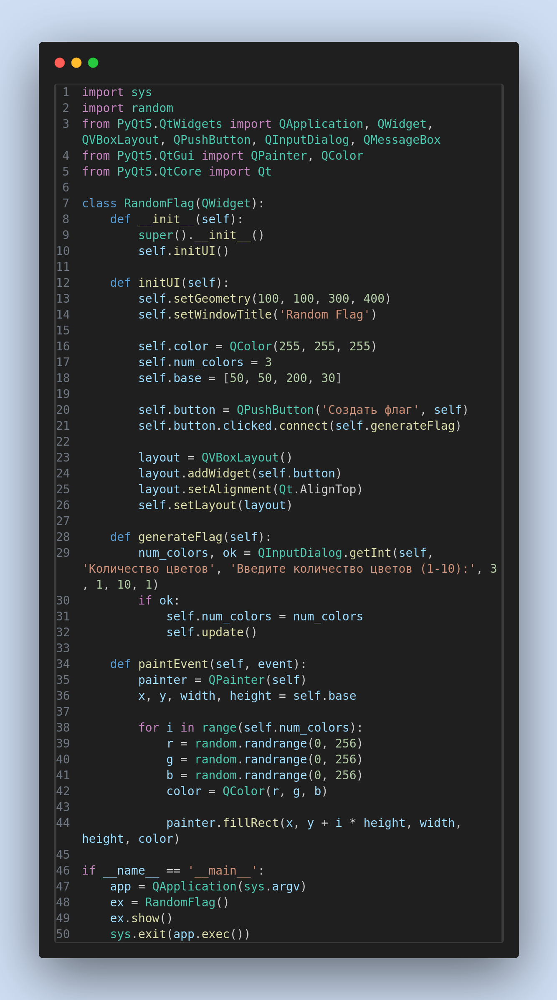 1 import sys
2 import random
3 from PyQt5.QtWidgets import QApplication, QWidget,
QVBoxLayout, QPushButton, QInputDialog, QMessageBox
4 from PyQt5.QtGui import QPainter, QColor
5 from PyQt5.QtCore import Qt
6
7 class RandomFlag(QWidget):
8     def __init__(self):
9         super().__init__()
10         self.initUI()
11
12     def initUI(self):
13         self.setGeometry(100, 100, 300, 400)
14         self.setWindowTitle('Random Flag')
15
16         self.color = QColor(255, 255, 255)
17         self.num_colors = 3
18         self.base = [50, 50, 200, 30]
19
20         self.button = QPushButton('Создать флаг', self)
21         self.button.clicked.connect(self.generateFlag)
22
23         layout = QVBoxLayout()
24         layout.addWidget(self.button)
25         layout.setAlignment(Qt.AlignTop)
26         self.setLayout(layout)
27
28     def generateFlag(self):
29         num_colors, ok = QInputDialog.getInt(self,
'Количество цветов', 'Введите количество цветов (1-10):', 3
, 1, 10, 1)
30         if ok:
31             self.num_colors = num_colors
32             self.update()
33
34     def paintEvent(self, event):
35         painter = QPainter(self)
36         x, y, width, height = self.base
37
38         for i in range(self.num_colors):
39             r = random.randrange(0, 256)
40             g = random.randrange(0, 256)
41             b = random.randrange(0, 256)
42             color = QColor(r, g, b)
43
44             painter.fillRect(x, y + i * height, width,
height, color)
45
46 if __name__ == '__main__':
47     app = QApplication(sys.argv)
48     ex = RandomFlag()
49     ex.show()
50     sys.exit(app.exec())